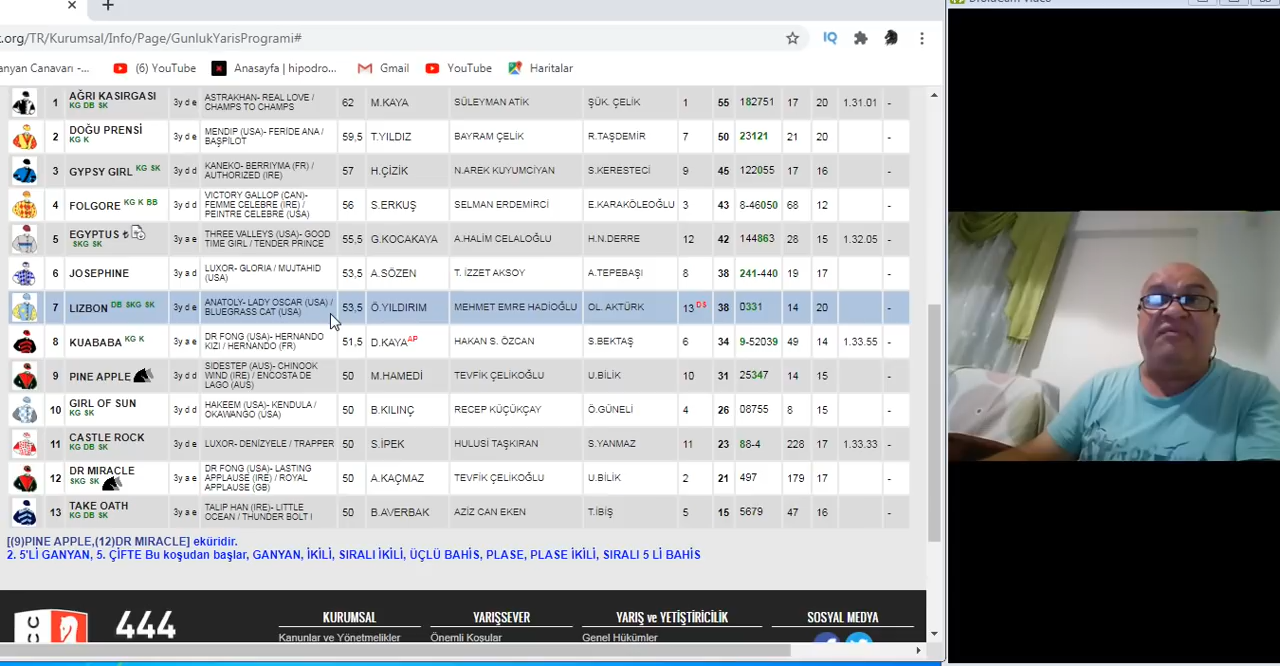 DroidCam Video
k.org/TR/Kurumsal/Info/Page/GunlukYarisProgrami#
IQ
anyan Canavarı -... (6) YouTube Anasayfa | hipodro... Gmail YouTube Haritalar
1 AĞRI KASIRGASI KG DB SK 3y d e ASTRAKHAN- REAL LOVE / CHAMPS TO CHAMPS 62 M.KAYA SÜLEYMAN ATİK ŞÜK. ÇELİK 1 55 182751 17 20 1.31.01 -
2 DOĞU PRENSİ KG K 3y d e MENDIP (USA)- FERİDE ANA / BAŞPİLOT 59,5 T.YILDIZ BAYRAM ÇELİK R.TAŞDEMİR 7 50 23121 21 20 -
3 GYPSY GIRL KG SK 3y d d KANEKO- BERRIYMA (FR) / AUTHORIZED (IRE) 57 H.ÇİZİK N.AREK KUYUMCİYAN S.KERESTECİ 9 45 122055 17 16 -
4 FOLGORE KG K BB 3y d d VICTORY GALLOP (CAN)- FEMME CELEBRE (IRE) / PEINTRE CELEBRE (USA) 56 S.ERKUŞ SELMAN ERDEMİRCİ E.KARAKÖLEOĞLU 3 43 8-46050 68 12 -
5 EGYPTUS ₺ SKG SK 3y a e THREE VALLEYS (USA)- GOOD TIME GIRL / TENDER PRINCE 55,5 G.KOCAKAYA A.HALİM CELALOĞLU H.N.DERRE 12 42 144863 28 15 1.32.05 -
6 JOSEPHINE 3y a d LUXOR- GLORIA / MUJTAHID (USA) 53,5 A.SÖZEN T. İZZET AKSOY A.TEPEBAŞI 8 38 241-440 19 17 -
7 LIZBON DB SKG SK 3y d e ANATOLY- LADY OSCAR (USA) / BLUEGRASS CAT (USA) 53,5 Ö.YILDIRIM MEHMET EMRE HADİOĞLU OL. AKTÜRK 13 DS 38 0331 14 20 -
8 KUABABA KG K 3y a e DR FONG (USA)- HERNANDO KIZI / HERNANDO (FR) 51,5 D.KAYA AP HAKAN S. ÖZCAN S.BEKTAŞ 6 34 9-52039 49 14 1.33.55 -
9 PINE APPLE 3y d d SIDESTEP (AUS)- CHINOOK WIND (IRE) / ENCOSTA DE LAGO (AUS) 50 M.HAMEDİ TEVFİK ÇELİKOĞLU U.BİLİK 10 31 25347 14 15 -
10 GIRL OF SUN KG SK 3y d d HAKEEM (USA)- KENDULA / OKAWANGO (USA) 50 B.KILINÇ RECEP KÜÇÜKÇAY Ö.GÜNELİ 4 26 08755 8 15 -
11 CASTLE ROCK KG DB SK 3y d e LUXOR- DENIZYELE / TRAPPER 50 S.İPEK HULUSİ TAŞKIRAN S.YANMAZ 11 23 88-4 228 17 1.33.33 -
12 DR MIRACLE SKG SK 3y a e DR FONG (USA)- LASTING APPLAUSE (IRE) / ROYAL APPLAUSE (GB) 50 A.KAÇMAZ TEVFİK ÇELİKOĞLU U.BİLİK 2 21 497 179 17 -
13 TAKE OATH KG DB SK 3y a e TALIP HAN (IRE)- LITTLE OCEAN / THUNDER BOLT I 50 B.AVERBAK AZİZ CAN EKEN T.İBİŞ 5 15 5679 47 16 -
[(9)PINE APPLE,(12)DR MIRACLE] eküridir.
2. 5'Lİ GANYAN, 5. ÇİFTE Bu koşudan başlar, GANYAN, İKİLİ, SIRALI İKİLİ, ÜÇLÜ BAHİS, PLASE, PLASE İKİLİ, SIRALI 5 Lİ BAHİS
444 KURUMSAL YARIŞSEVER YARIŞ ve YETİŞTİRİCİLİK SOSYAL MEDYA
Kanunlar ve Yönetmelikler Önemli Koşular Genel Hükümler